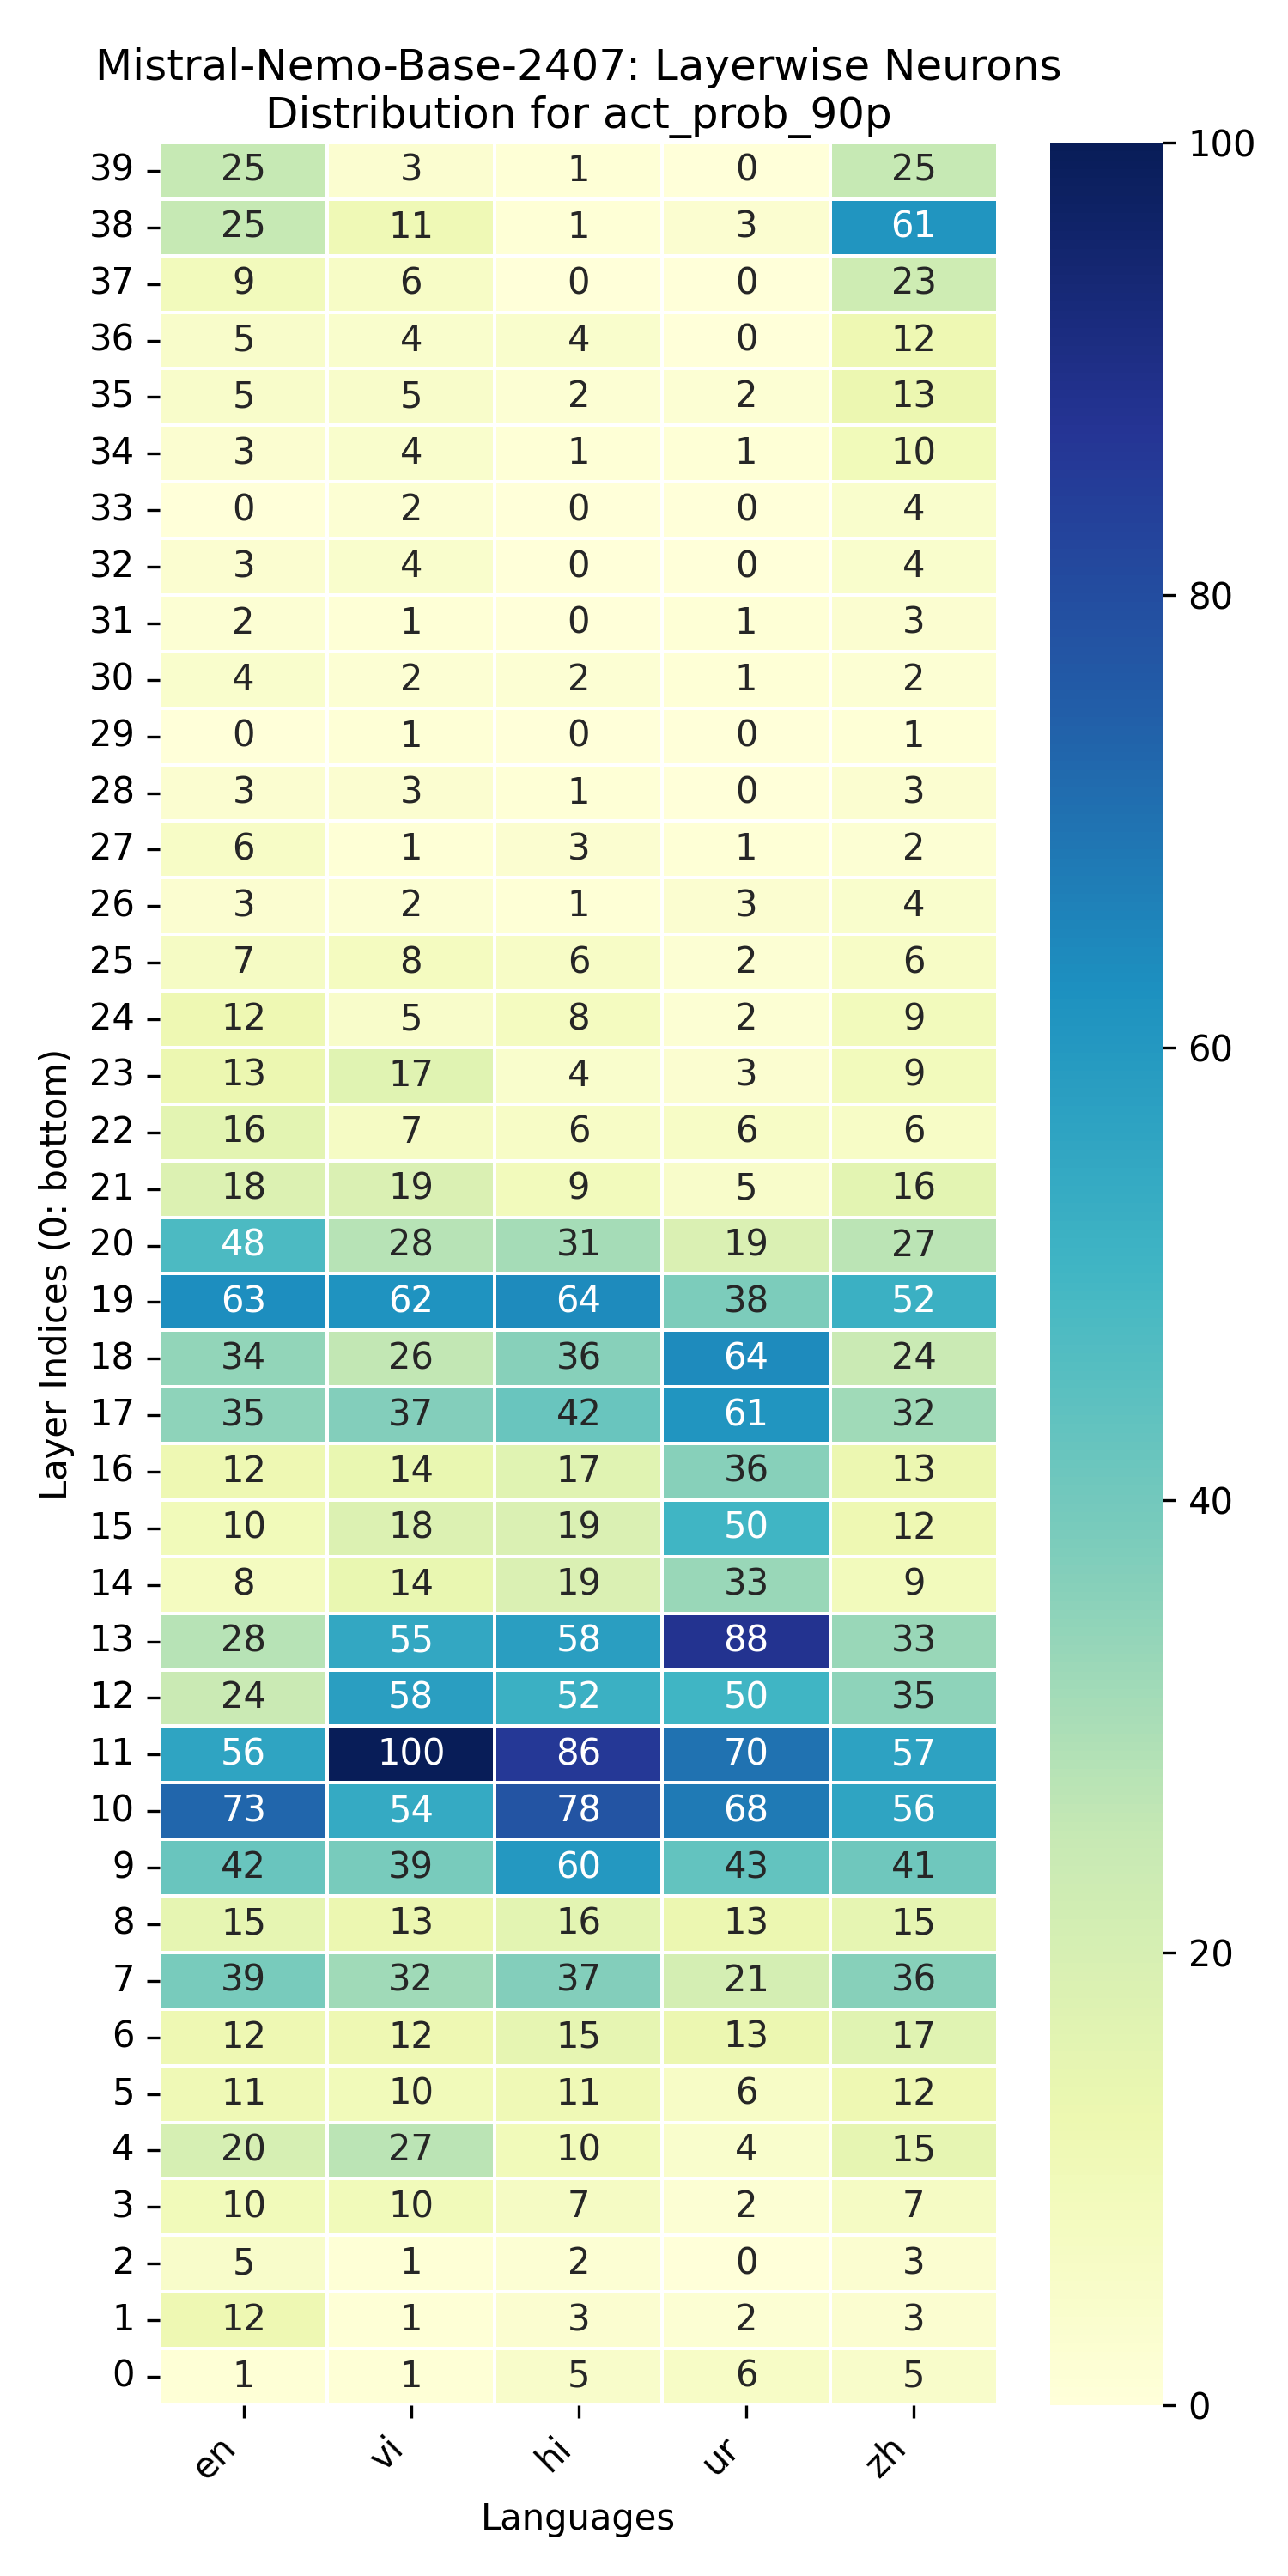 Mistral-Nemo-Base-2407: Layerwise Neurons
Distribution for act_prob_90p
39 25 3 1 0 25
38 25 11 1 3 61
37 9 6 0 0 23
36 5 4 4 0 12
35 5 5 2 2 13
34 3 4 1 1 10
33 0 2 0 0 4
32 3 4 0 0 4
31 2 1 0 1 3
30 4 2 2 1 2
29 0 1 0 0 1
28 3 3 1 0 3
27 6 1 3 1 2
26 3 2 1 3 4
25 7 8 6 2 6
24 12 5 8 2 9
23 13 17 4 3 9
22 16 7 6 6 6
21 18 19 9 5 16
20 48 28 31 19 27
19 63 62 64 38 52
18 34 26 36 64 24
17 35 37 42 61 32
16 12 14 17 36 13
15 10 18 19 50 12
14 8 14 19 33 9
13 28 55 58 88 33
12 24 58 52 50 35
11 56 100 86 70 57
10 73 54 78 68 56
9 42 39 60 43 41
8 15 13 16 13 15
7 39 32 37 21 36
6 12 12 15 13 17
5 11 10 11 6 12
4 20 27 10 4 15
3 10 10 7 2 7
2 5 1 2 0 3
1 12 1 3 2 3
0 1 1 5 6 5
en vi hi ur zh
Languages
Layer Indices (0: bottom)
100
80
60
40
20
0